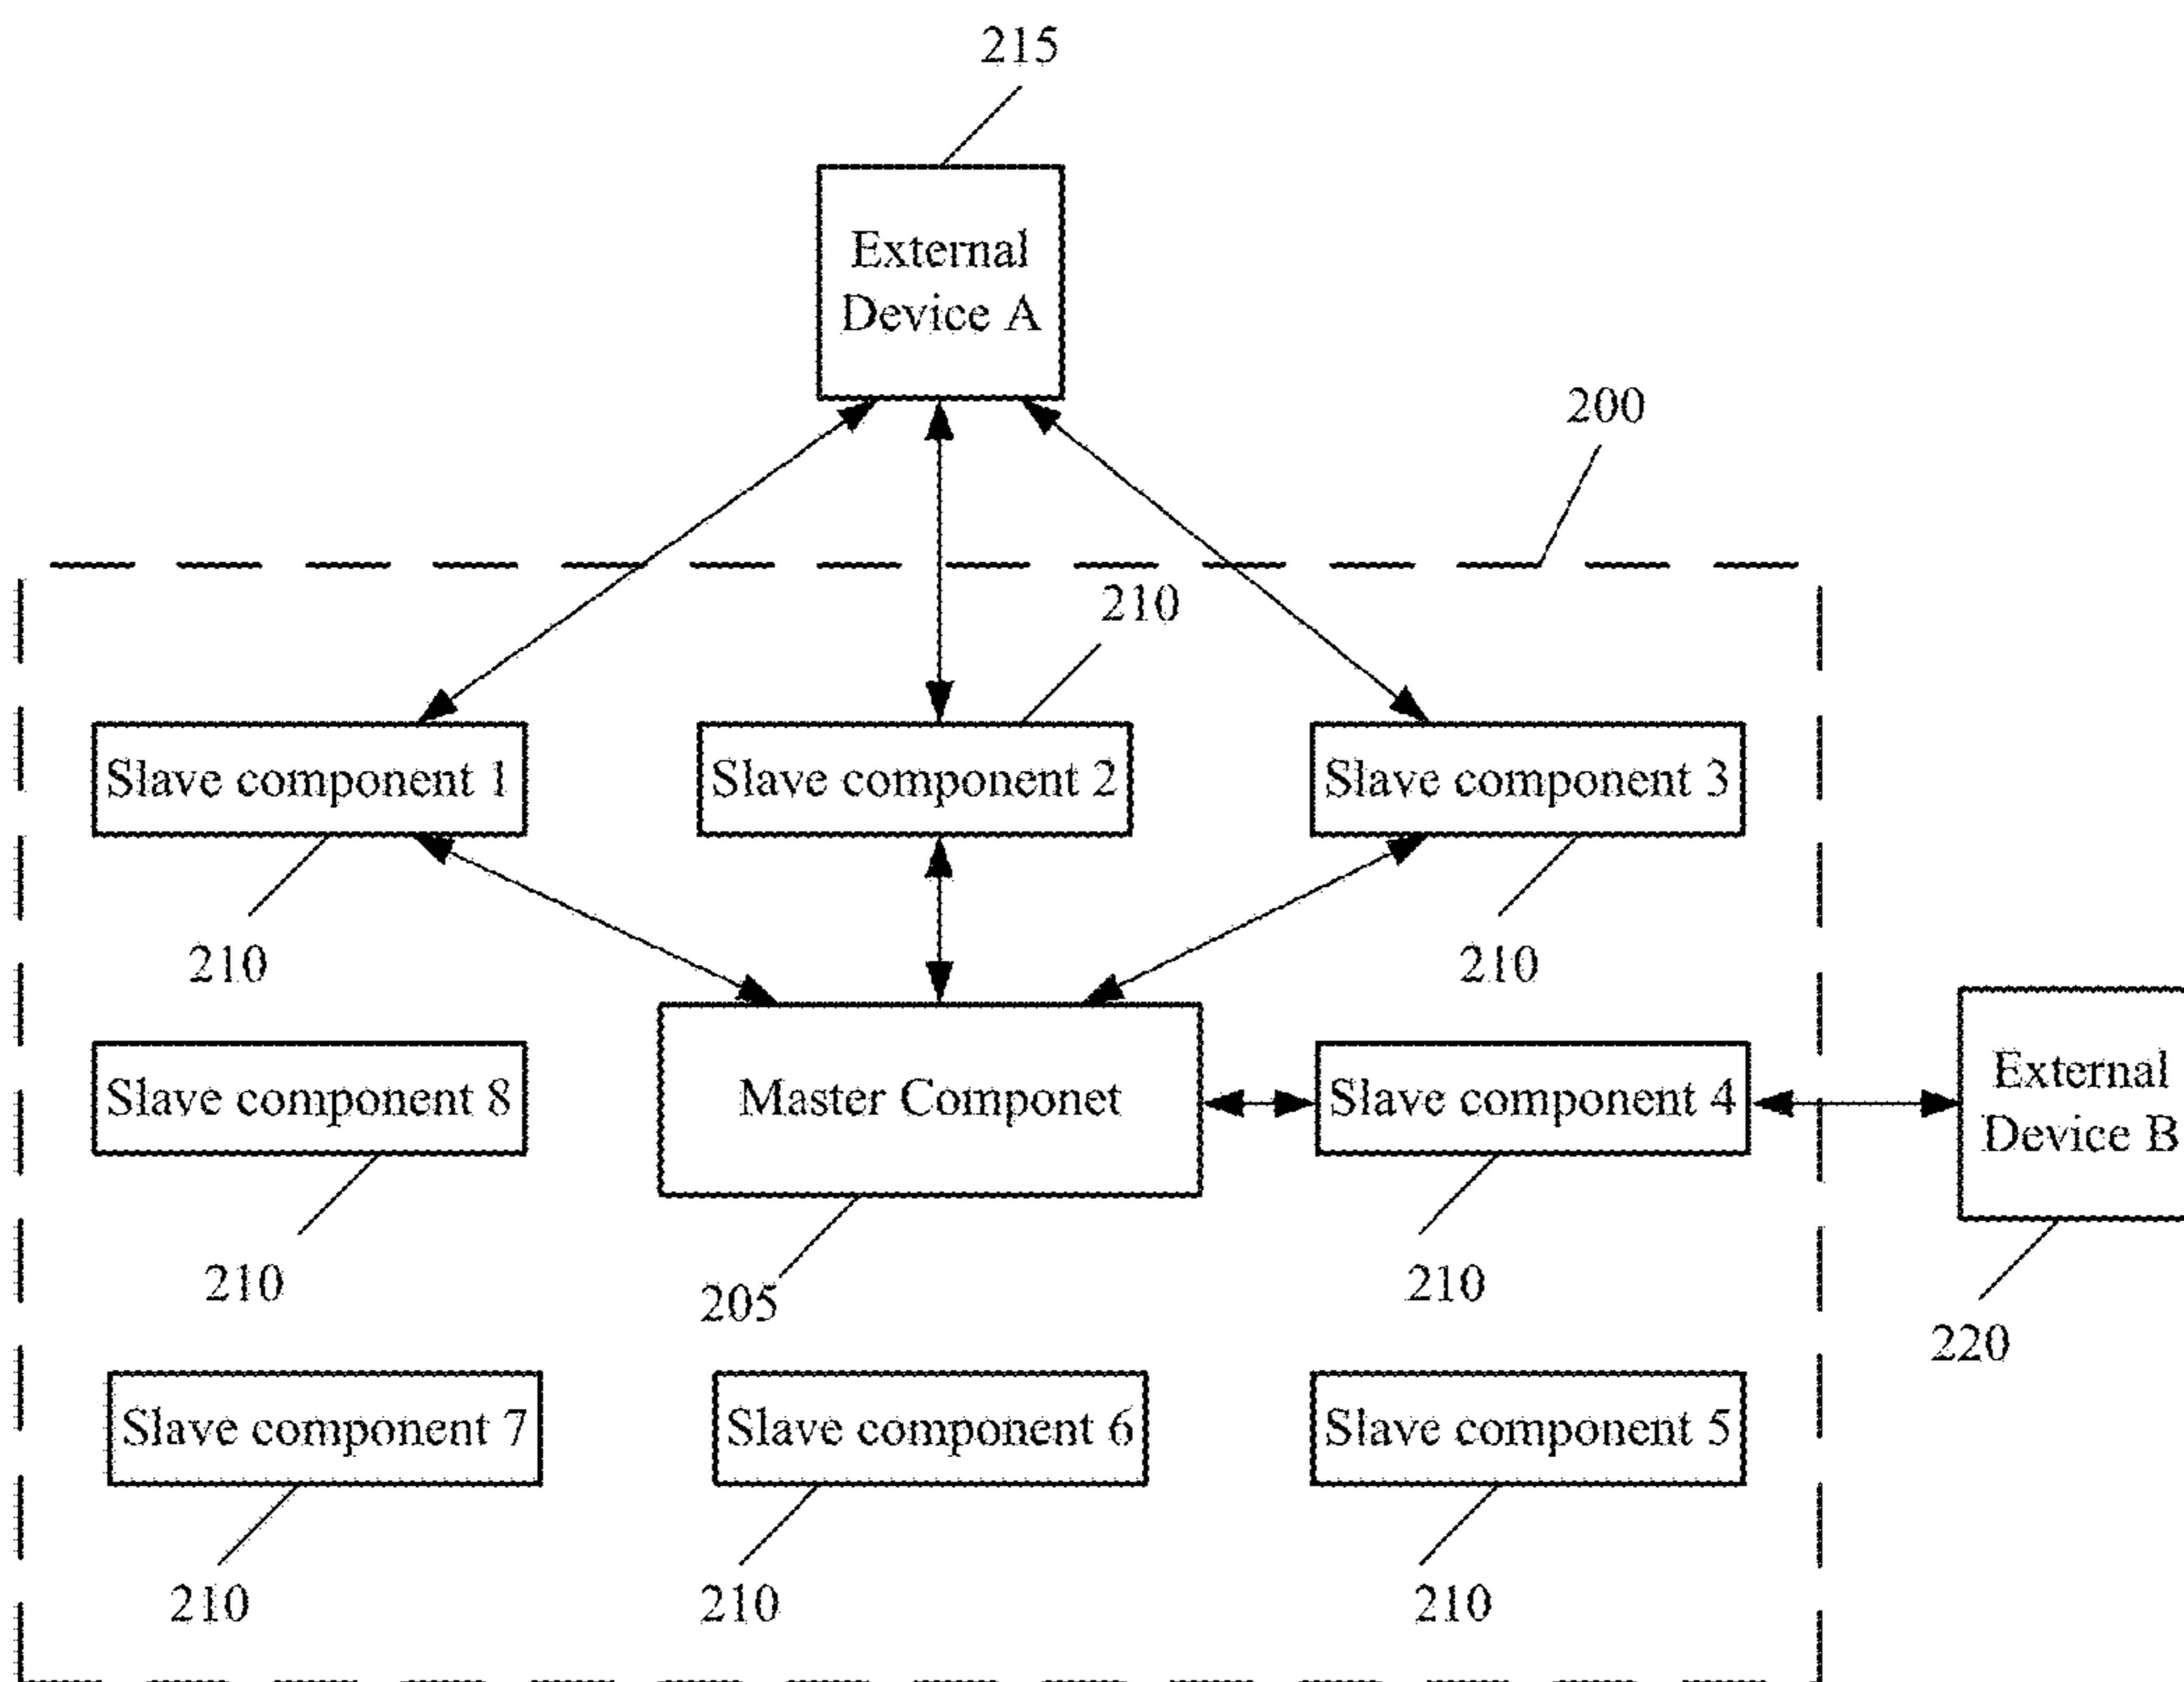 215
External
Device A
200
210
Slave component 1
Slave component 2
Slave component 3
210
210
Slave component 8
Master Componet
Slave component 4
External
Device B
210
205
210
220
Slave component 7
Slave component 6
Slave component 5
210
210
210